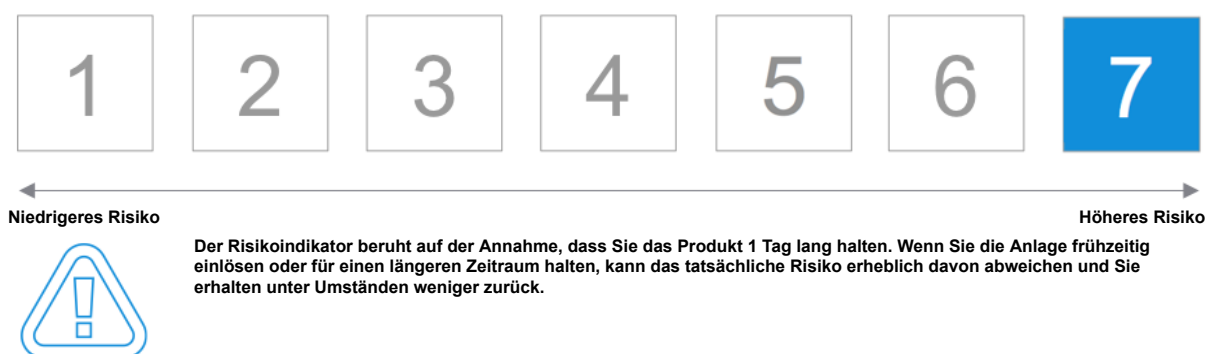 1 2 3 4 5 6 7
Niedrigeres Risiko Höheres Risiko
Der Risikoindikator beruht auf der Annahme, dass Sie das Produkt 1 Tag lang halten. Wenn Sie die Anlage frühzeitig
einlösen oder für einen längeren Zeitraum halten, kann das tatsächliche Risiko erheblich davon abweichen und Sie
erhalten unter Umständen weniger zurück.